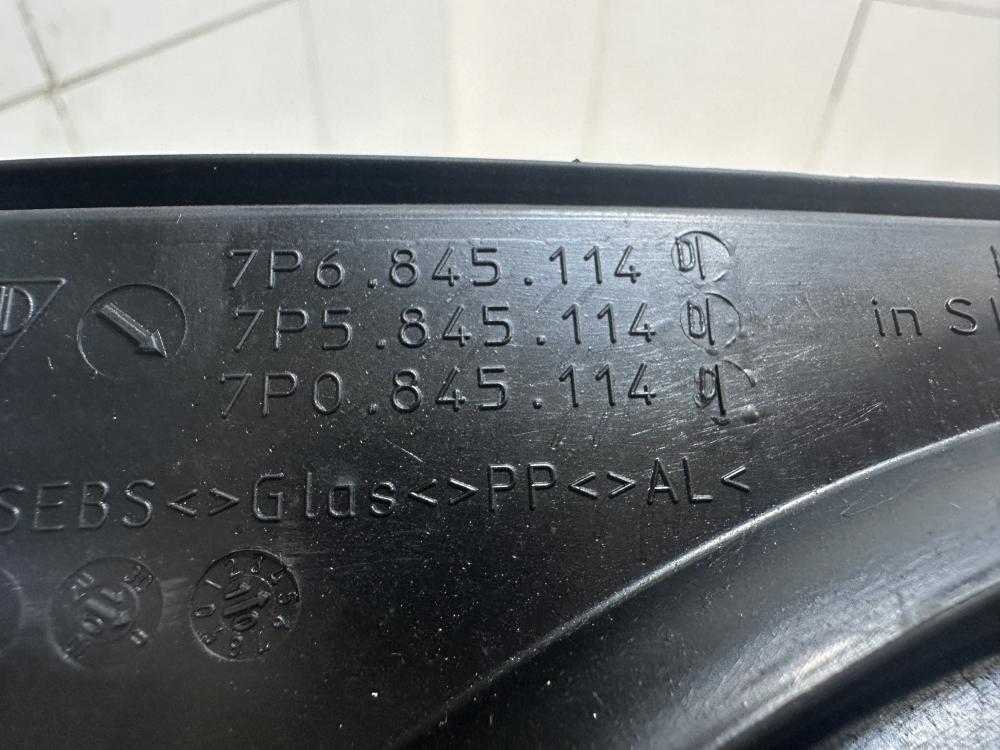 7P6.845.114 D
7P5.845.114 D
7P0.845.114
in S
SEBS<>Glas<>PP<>AL<